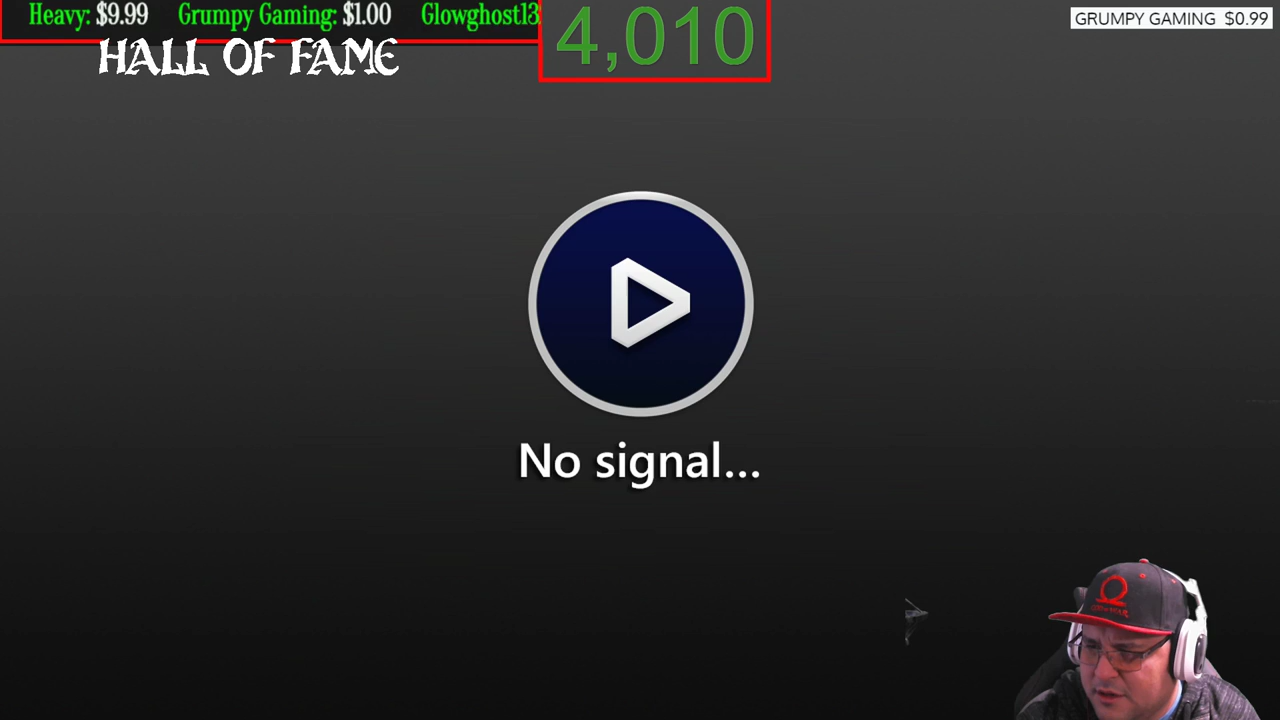 Heavy: $9.99 Grumpy Gaming: $1.00 Glowghost13
4,010
GRUMPY GAMING $0.99
HALL OF FAME
No signal...